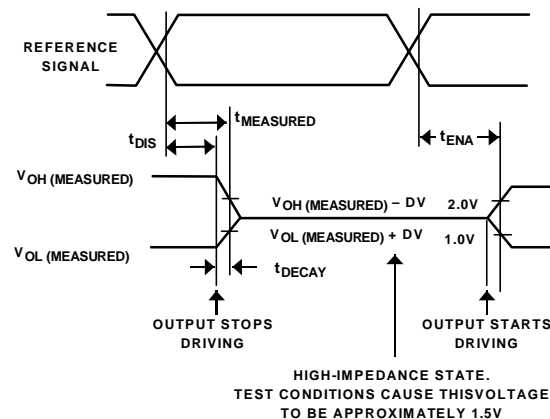 REFERENCE
SIGNAL
tMEASURED
tDIS
tENA
VOH (MEASURED)
VOH (MEASURED) – DV 2.0V
VOL (MEASURED) + DV 1.0V
VOL (MEASURED)
tDECAY
OUTPUT STOPS
DRIVING
OUTPUT STARTS
DRIVING
HIGH-IMPEDANCE STATE.
TEST CONDITIONS CAUSE THISVOLTAGE
TO BE APPROXIMATELY 1.5V